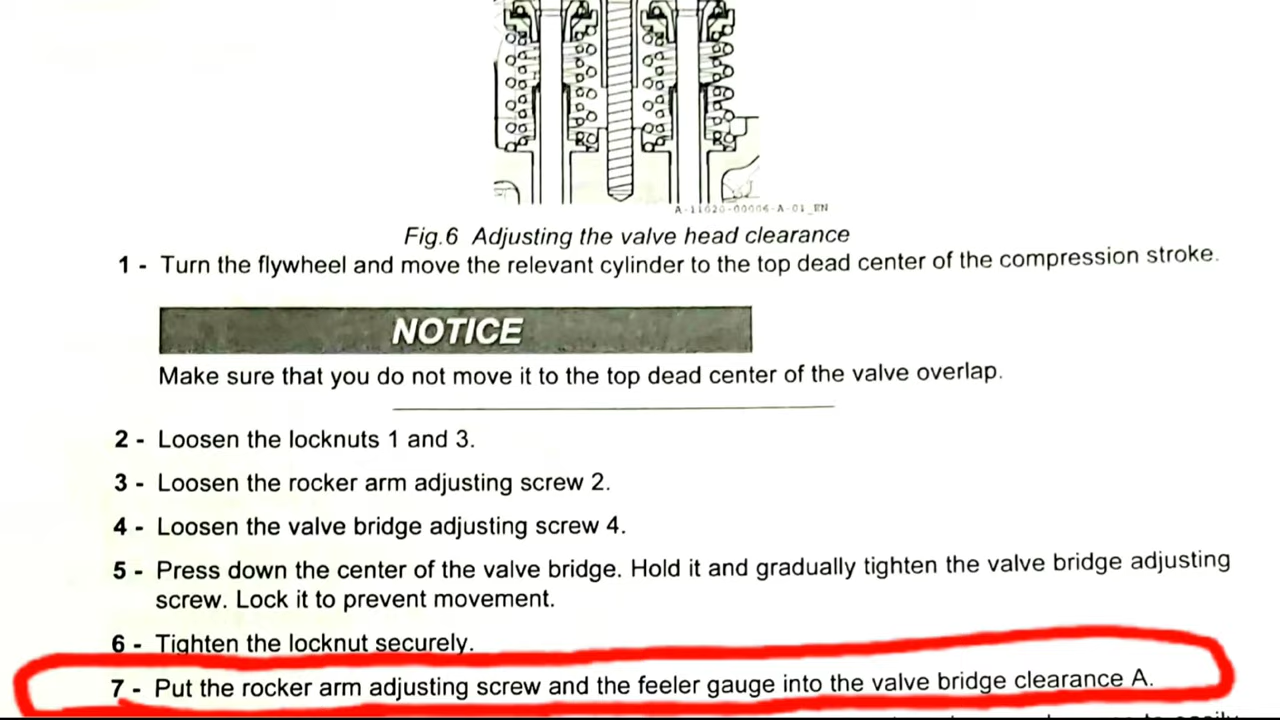 A-11620-00006-A-01_EN
Fig.6 Adjusting the valve head clearance
1 - Turn the flywheel and move the relevant cylinder to the top dead center of the compression stroke.
NOTICE
Make sure that you do not move it to the top dead center of the valve overlap.
2 - Loosen the locknuts 1 and 3.
3 - Loosen the rocker arm adjusting screw 2.
4 - Loosen the valve bridge adjusting screw 4.
5 - Press down the center of the valve bridge. Hold it and gradually tighten the valve bridge adjusting
screw. Lock it to prevent movement.
6 - Tighten the locknut securely.
7 - Put the rocker arm adjusting screw and the feeler gauge into the valve bridge clearance A.